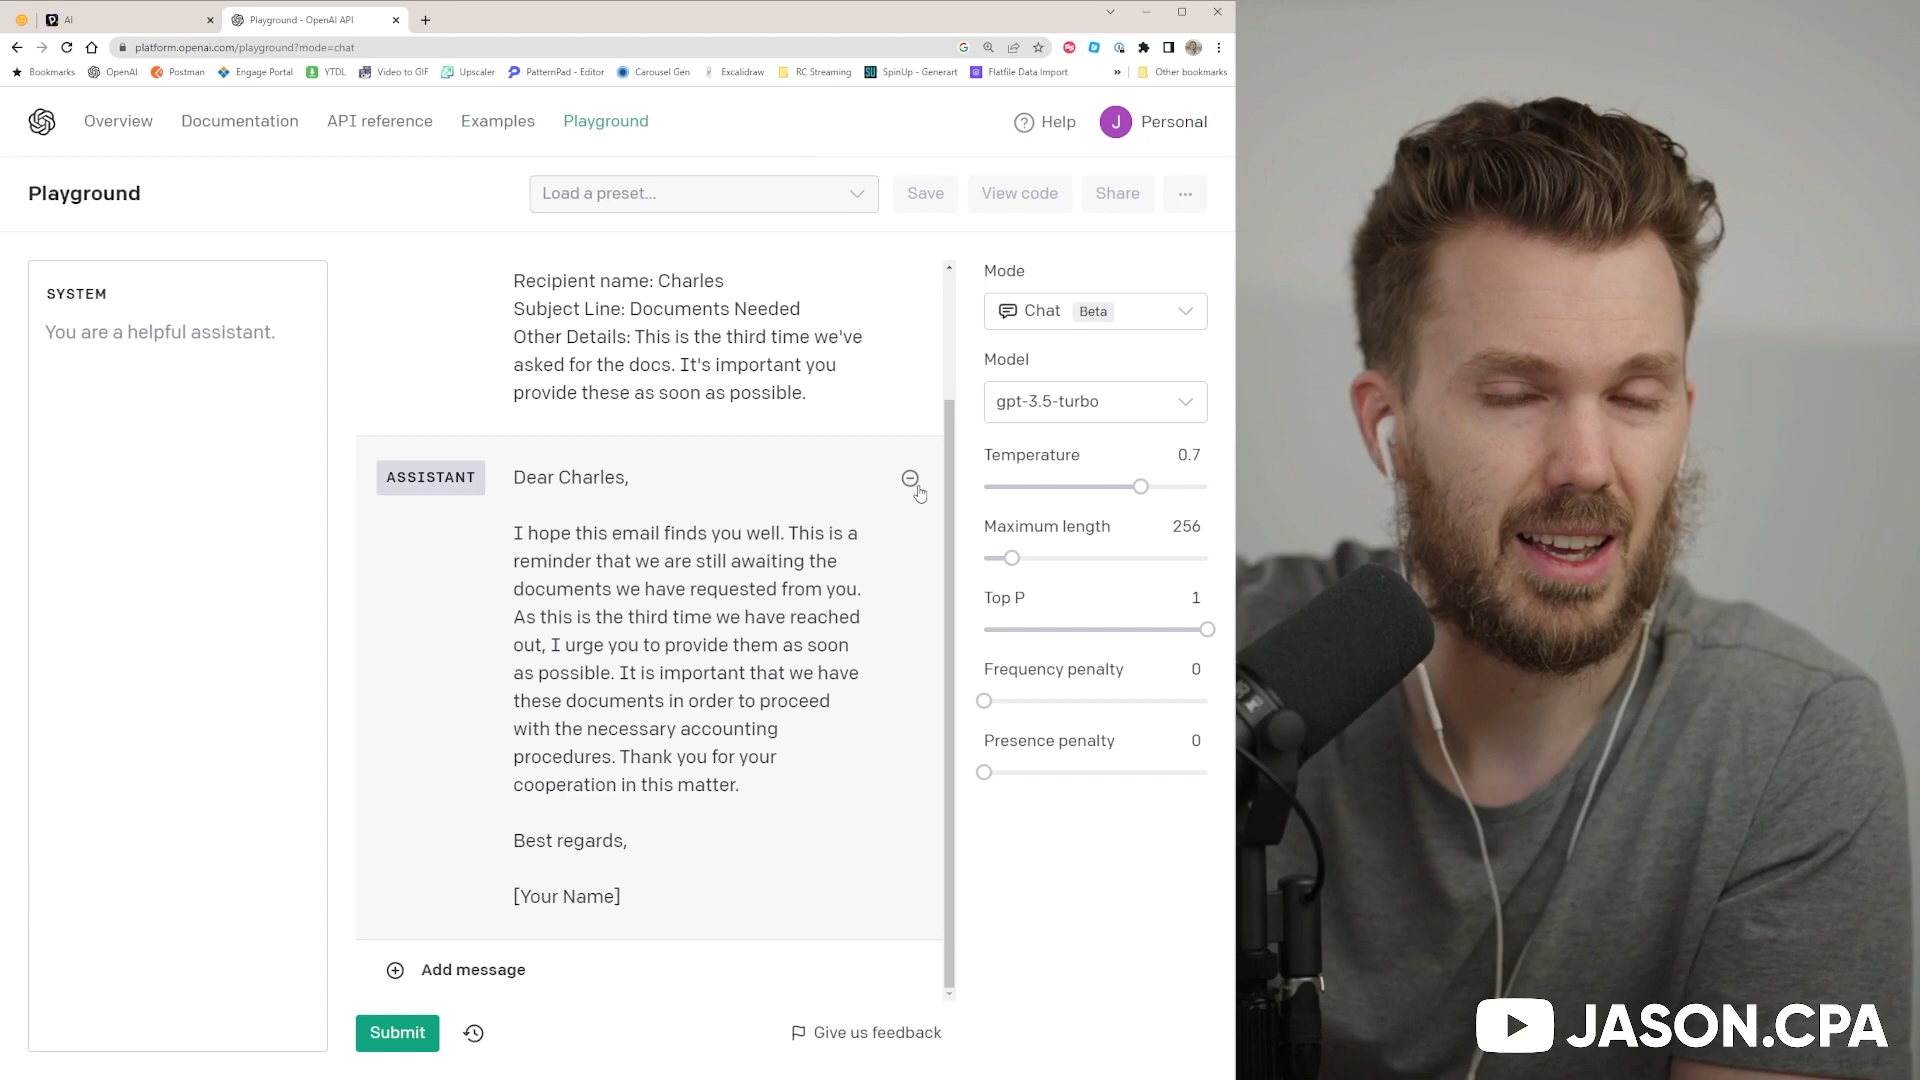 AI
Playground - OpenAI API
platform.openai.com/playground?mode=chat
Bookmarks OpenAI Postman Engage Portal YTDL Video to GIF Upscaler PatternPad - Editor Carousel Gen Excalidraw RC Streaming SpinUp - Generart Flatfile Data Import » Other bookmarks
Overview Documentation API reference Examples Playground Help J Personal
Playground Load a preset... Save View code Share ...
SYSTEM
You are a helpful assistant.
Recipient name: Charles
Subject Line: Documents Needed
Other Details: This is the third time we've
asked for the docs. It's important you
provide these as soon as possible.
ASSISTANT
Dear Charles,
I hope this email finds you well. This is a
reminder that we are still awaiting the
documents we have requested from you.
As this is the third time we have reached
out, I urge you to provide them as soon
as possible. It is important that we have
these documents in order to proceed
with the necessary accounting
procedures. Thank you for your
cooperation in this matter.
Best regards,
[Your Name]
Add message
Submit
Give us feedback
Mode
Chat Beta
Model
gpt-3.5-turbo
Temperature 0.7
Maximum length 256
Top P 1
Frequency penalty 0
Presence penalty 0
JASON.CPA